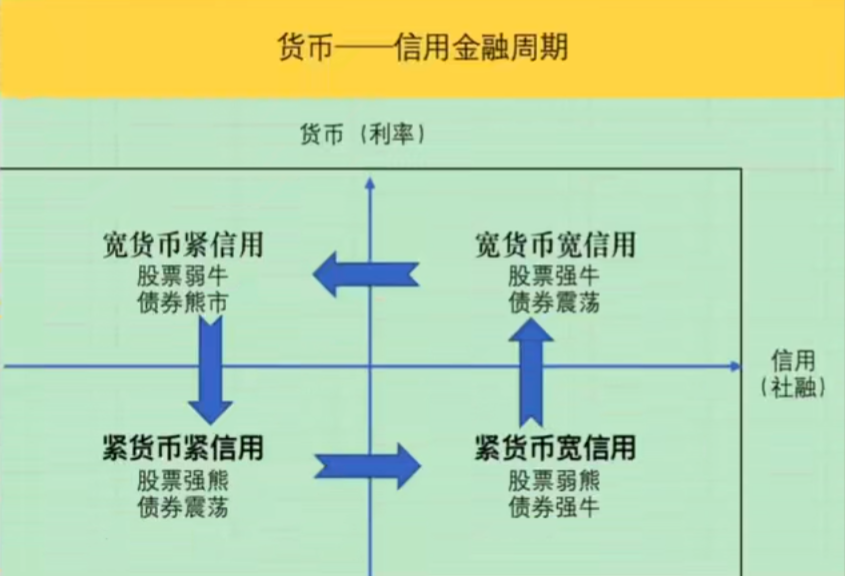 货币——信用金融周期
货币（利率）
宽货币紧信用
股票弱牛
债券熊市
宽货币宽信用
股票强牛
债券震荡
信用
（社融）
紧货币紧信用
股票强熊
债券震荡
紧货币宽信用
股票弱熊
债券强牛